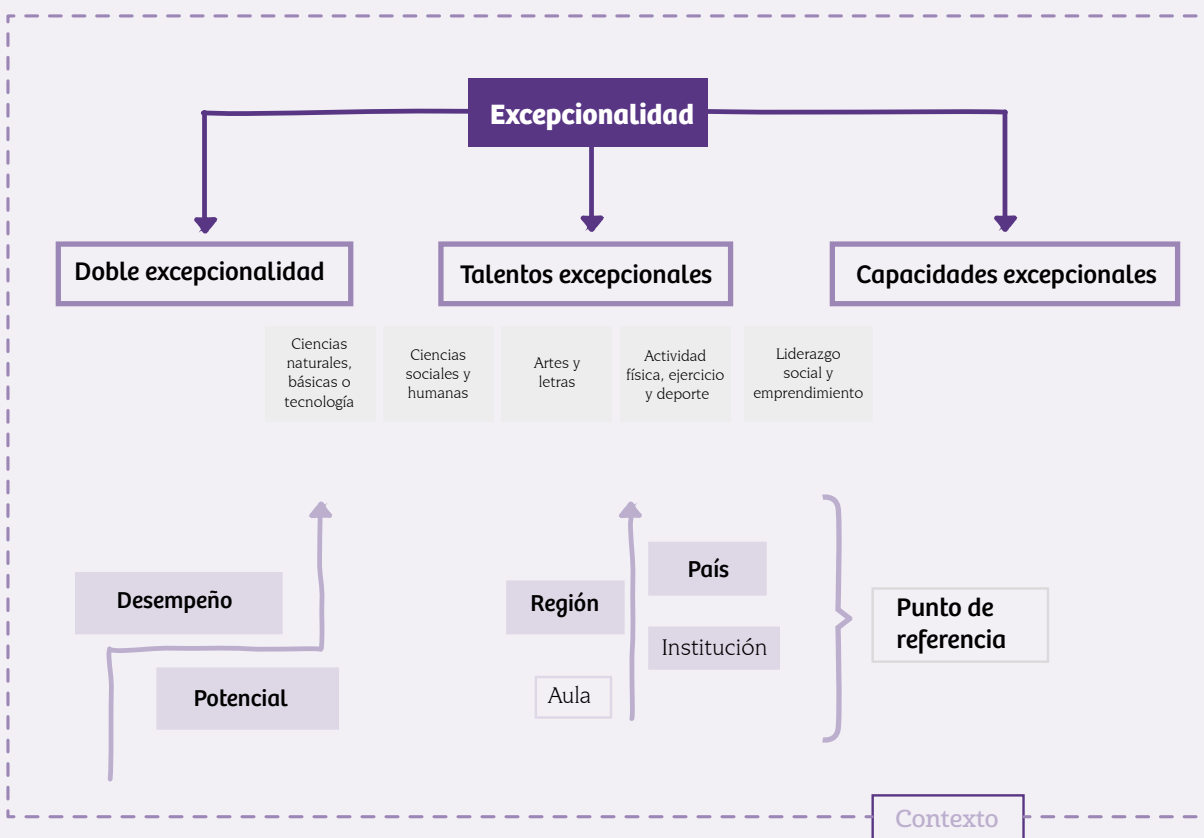 Excepcionalidad
Doble excepcionalidad
Talentos excepcionales
Capacidades excepcionales
Ciencias
naturales,
básicas o
tecnología
Ciencias
sociales y
humanas
Artes y
letras
Actividad
física, ejercicio
y deporte
Liderazgo
social y
emprendimiento
Desempeño
Potencial
Región
País
Institución
Aula
Punto de
referencia
Contexto